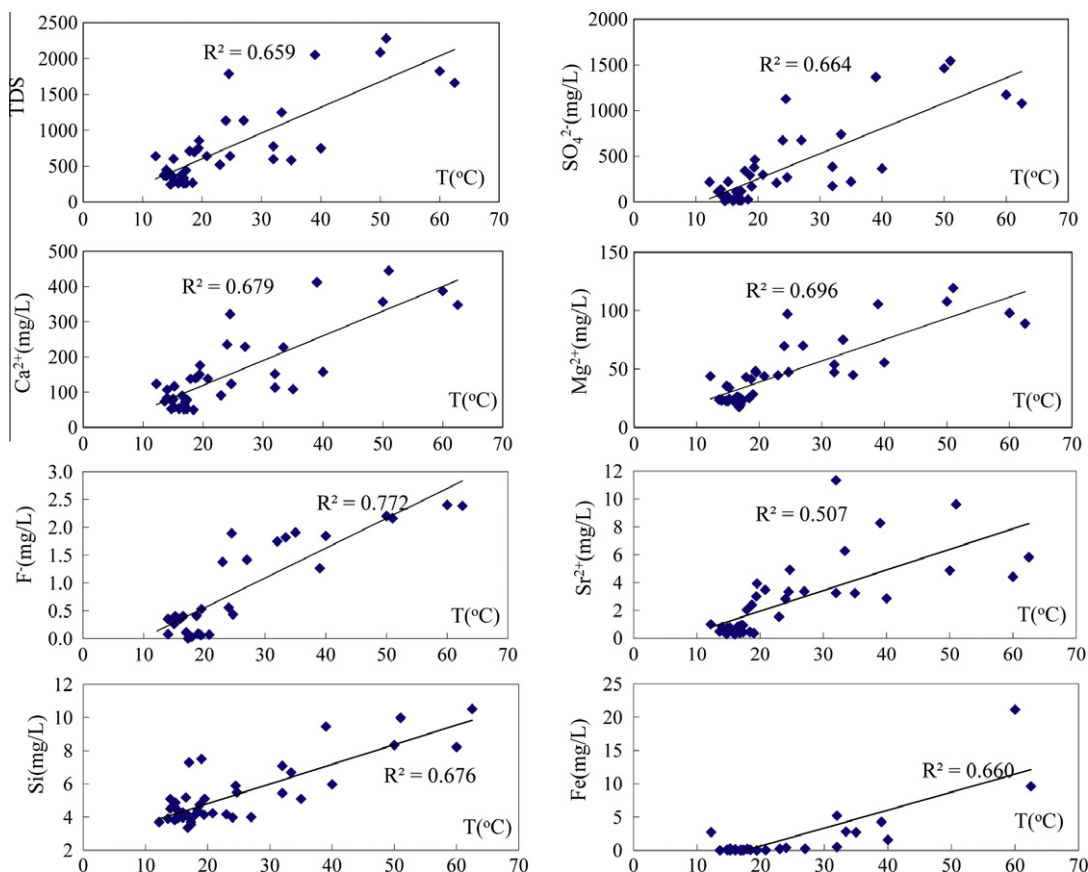 2500
2000
1500
1000
500
0
TDS
R² = 0.659
T(°C)
0 10 20 30 40 50 60 70
2000
1500
1000
500
0
SO₄²⁻(mg/L)
R² = 0.664
T(°C)
0 10 20 30 40 50 60 70
500
400
300
200
100
0
Ca²⁺(mg/L)
R² = 0.679
T(°C)
0 10 20 30 40 50 60 70
150
100
50
0
Mg²⁺(mg/L)
R² = 0.696
T(°C)
0 10 20 30 40 50 60 70
3.0
2.5
2.0
1.5
1.0
0.5
0.0
F⁻(mg/L)
R² = 0.772
T(°C)
0 10 20 30 40 50 60 70
12
10
8
6
4
2
0
Sr²⁺(mg/L)
R² = 0.507
T(°C)
0 10 20 30 40 50 60 70
12
10
8
6
4
2
Si(mg/L)
R² = 0.676
T(°C)
0 10 20 30 40 50 60 70
25
20
15
10
5
0
Fe(mg/L)
R² = 0.660
T(°C)
0 10 20 30 40 50 60 70